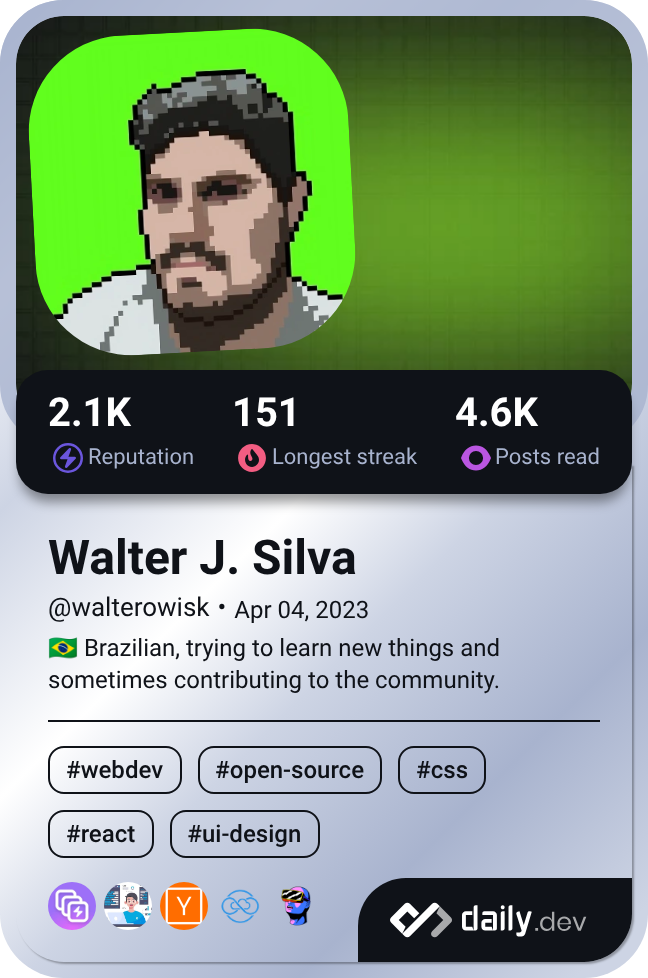 2.1K 151 4.6K
Reputation Longest streak Posts read
Walter J. Silva
@walterowisk • Apr 04, 2023
🇧🇷 Brazilian, trying to learn new things and
sometimes contributing to the community.
#webdev #open-source #css
#react #ui-design
Y
daily.dev